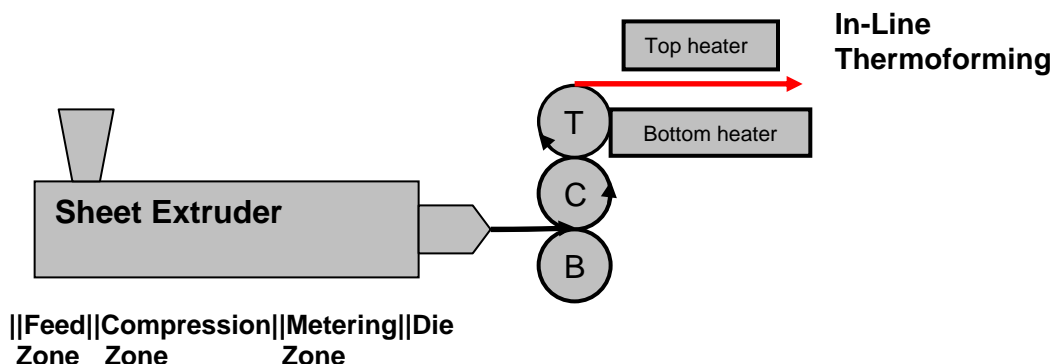 In-Line
Thermoforming
Top heater
T
Bottom heater
C
Sheet Extruder
B
||Feed||Compression||Metering||Die
Zone Zone Zone